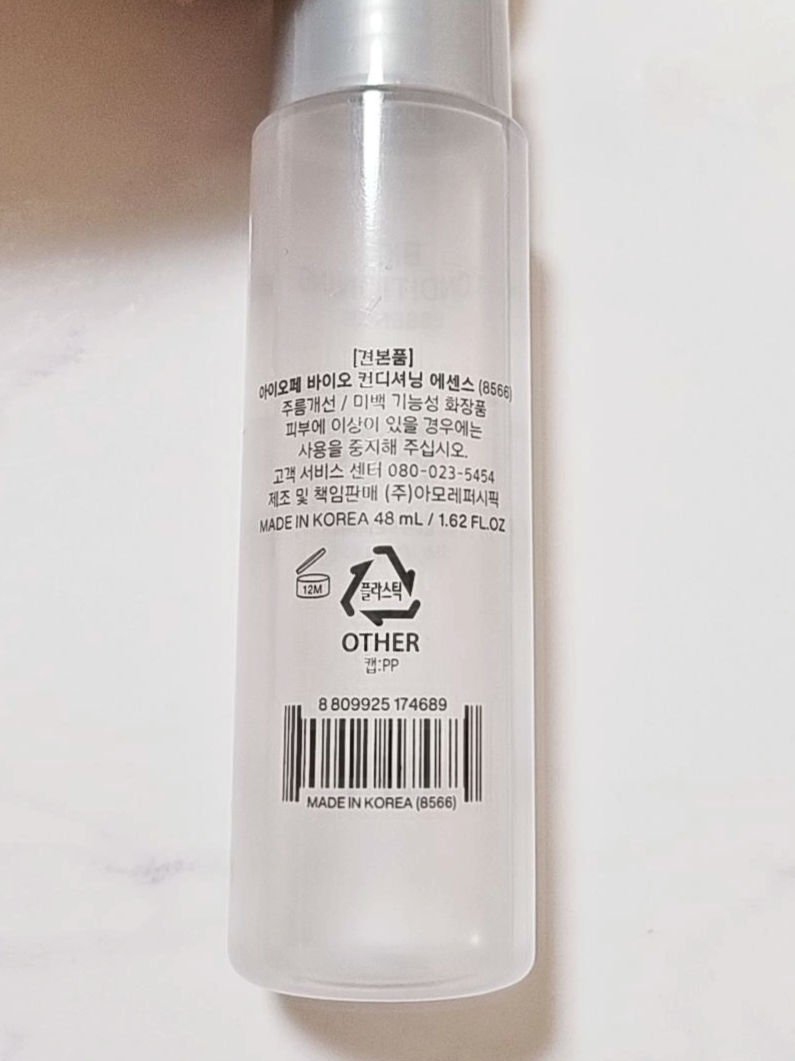 [견본품]
아이오페 바이오 컨디셔닝 에센스 (8566)
주름개선 / 미백 기능성 화장품
피부에 이상이 있을 경우에는
사용을 중지해 주십시오.
고객 서비스 센터 080-023-5454
제조 및 책임판매 (주)아모레퍼시픽
MADE IN KOREA 48 mL / 1.62 FL.OZ
12M
플라스틱
OTHER
캡:PP
8 809925 174689
MADE IN KOREA (8566)